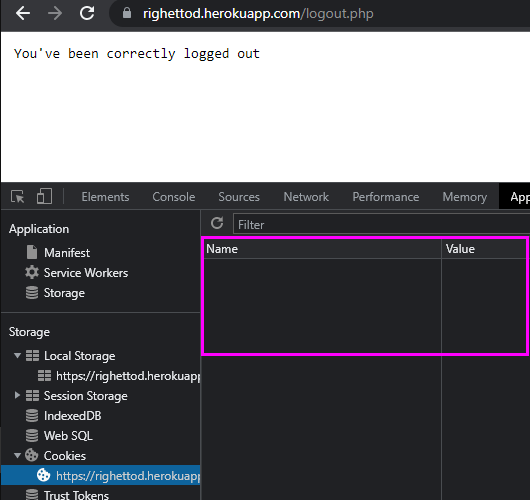 righettod.herokuapp.com/logout.php
You've been correctly logged out
Elements Console Sources Network Performance Memory App
Application
Filter
Manifest
Name Value
Service Workers
Storage
Storage
Local Storage
https://righettod.herokuapp
Session Storage
IndexedDB
Web SQL
Cookies
https://righettod.herokuapp
Trust Tokens